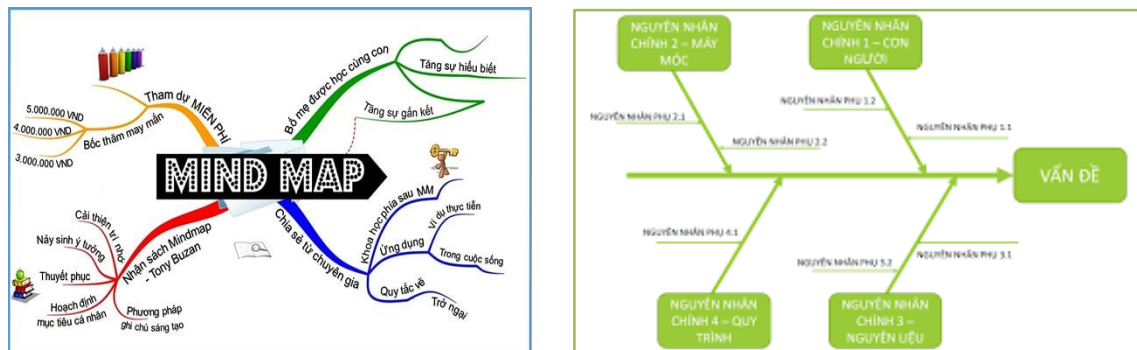 MIND MAP
Tham dự MIỄN PHÍ
Bốc thăm may mắn
5.000.000 VND
4.000.000 VND
3.000.000 VND
Bố mẹ được học cùng con
Tăng sự hiểu biết
Tăng sự gắn kết
Chia sẻ từ chuyên gia
Khoa học phía sau MM
Ứng dụng
Ví dụ thực tiễn
Trong cuộc sống
Quy tắc vẽ
Trở ngại
Nhận sách Mindmap
- Tony Buzan
Cải thiện trí nhớ
Nảy sinh ý tưởng
Thuyết phục
Hoạch định
mục tiêu cá nhân
Phương pháp
ghi chú sáng tạo
NGUYÊN NHÂN
CHÍNH 2 – MÁY
MÓC
NGUYÊN NHÂN
CHÍNH 1 – CON
NGƯỜI
NGUYÊN NHÂN PHỤ 1.2
NGUYÊN NHÂN PHỤ 2.1
NGUYÊN NHÂN PHỤ 1.1
NGUYÊN NHÂN PHỤ 2.2
VẤN ĐỀ
NGUYÊN NHÂN PHỤ 4.1
NGUYÊN NHÂN PHỤ 3.1
NGUYÊN NHÂN PHỤ 3.2
NGUYÊN NHÂN
CHÍNH 4 – QUY
TRÌNH
NGUYÊN NHÂN
CHÍNH 3 –
NGUYÊN LIỆU